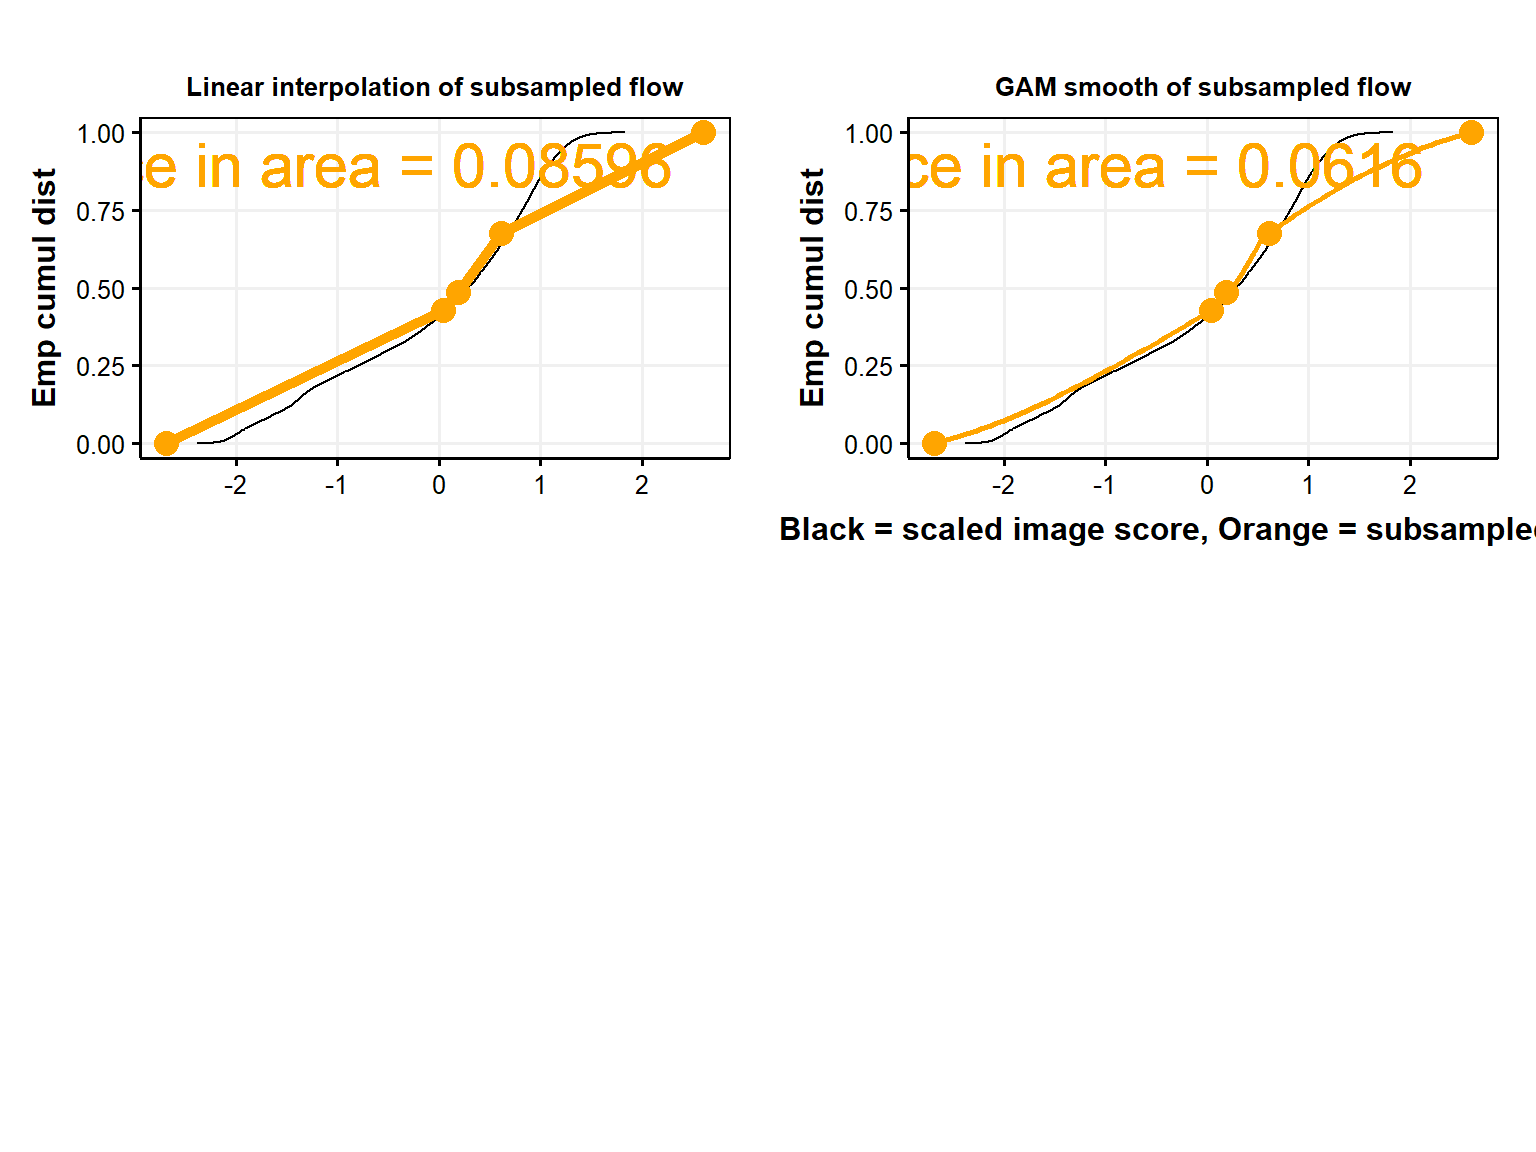 Linear interpolation of subsampled flow
Emp cumul dist
1.00
0.75
0.50
0.25
0.00
e in area = 0.08596
-2
-1
0
1
2
GAM smooth of subsampled flow
Emp cumul dist
1.00
0.75
0.50
0.25
0.00
ce in area = 0.0616
-2
-1
0
1
2
Black = scaled image score, Orange = subsampled